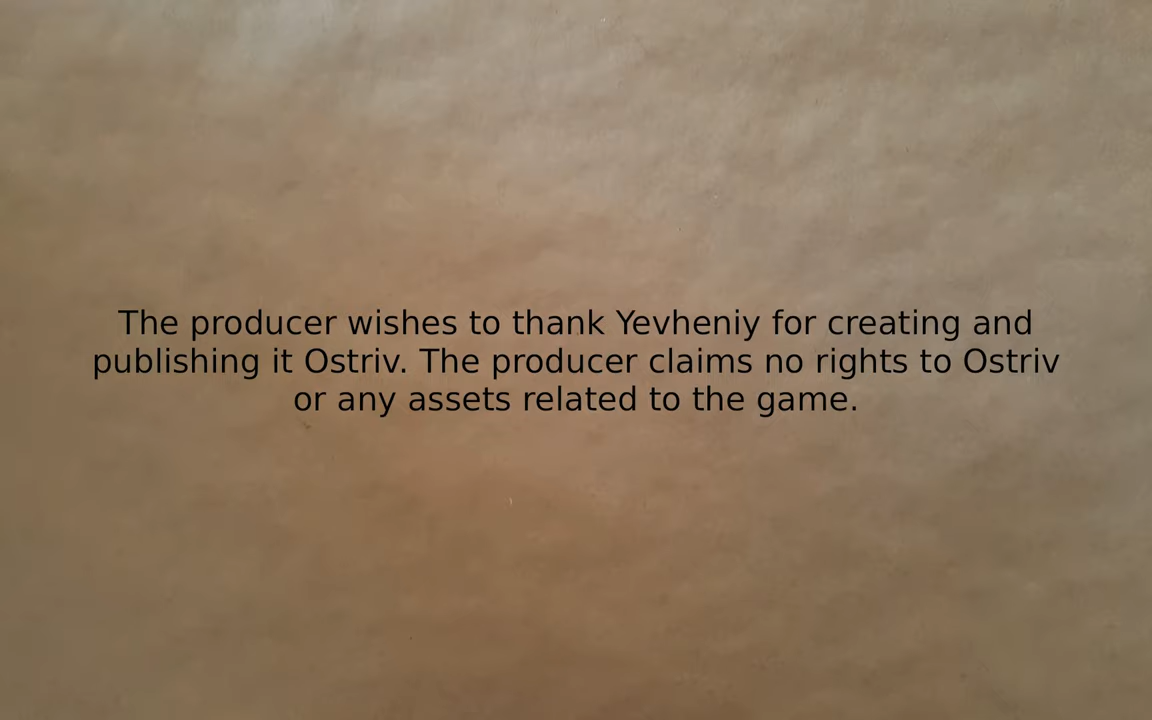 The producer wishes to thank Yevheniy for creating and
publishing it Ostriv. The producer claims no rights to Ostriv
or any assets related to the game.